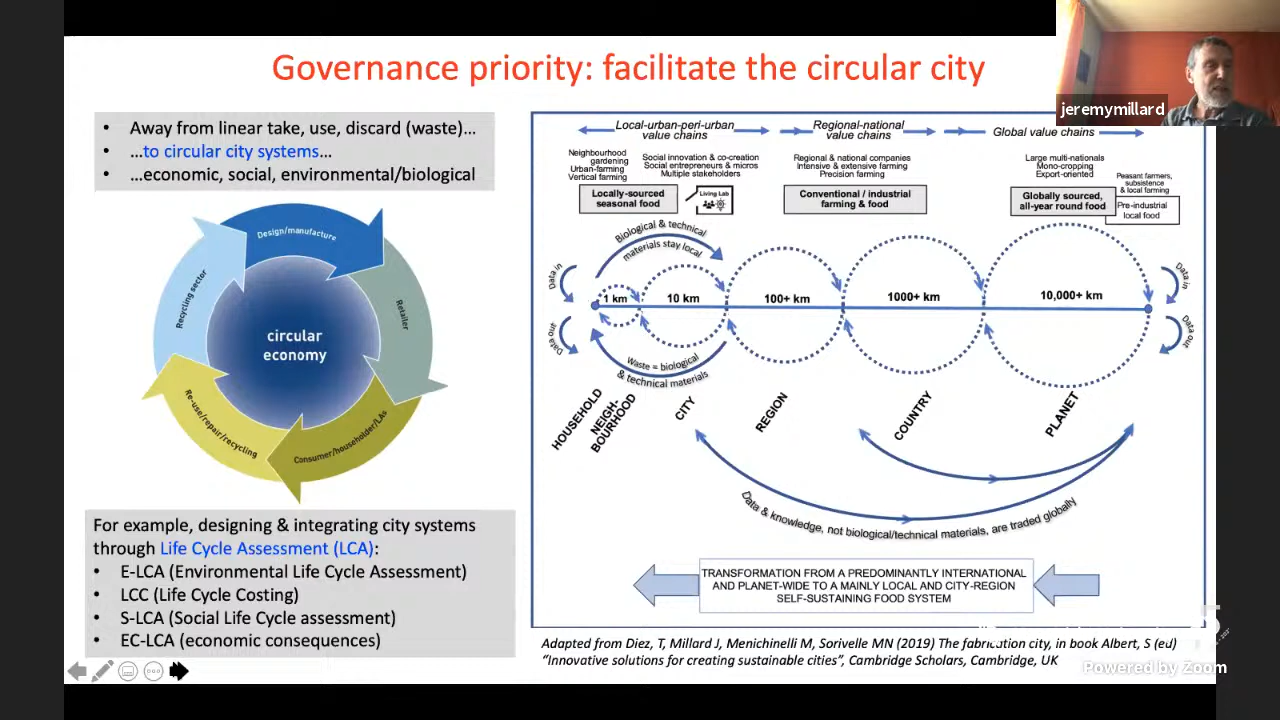 Governance priority: facilitate the circular city
jeremymillard
• Away from linear take, use, discard (waste)…
• …to circular city systems…
• …economic, social, environmental/biological
Design/manufacture
Retailer
Consumer/householder/LAs
Re-use/repair/recycling
Recycling sector
circular
economy
For example, designing & integrating city systems
through Life Cycle Assessment (LCA):
• E-LCA (Environmental Life Cycle Assessment)
• LCC (Life Cycle Costing)
• S-LCA (Social Life Cycle assessment)
• EC-LCA (economic consequences)
Local-urban-peri-urban
value chains
Regional-national
value chains
Global value chains
Neighbourhood
gardening
Urban-farming
Vertical farming
Social innovation & co-creation
Social entrepreneurs & micros
Multiple stakeholders
Regional & national companies
Intensive & extensive farming
Precision farming
Large multi-nationals
Mono-cropping
Export-oriented
Peasant farmers,
subsistence
& local farming
Locally-sourced
seasonal food
Living Lab
Conventional / industrial
farming & food
Globally sourced,
all-year round food
Pre-industrial
local food
Biological & technical
materials stay local
Data in
Data out
1 km
10 km
100+ km
1000+ km
10,000+ km
Data in
Data out
Waste = biological
& technical materials
HOUSEHOLD
NEIGH-
BOURHOOD
CITY
REGION
COUNTRY
PLANET
Data & knowledge, not biological/technical materials, are traded globally
TRANSFORMATION FROM A PREDOMINANTLY INTERNATIONAL
AND PLANET-WIDE TO A MAINLY LOCAL AND CITY-REGION
SELF-SUSTAINING FOOD SYSTEM
Adapted from Diez, T, Millard J, Menichinelli M, Sorivelle MN (2019) The fabrication city, in book Albert, S (ed)
“Innovative solutions for creating sustainable cities”, Cambridge Scholars, Cambridge, UK
Powered by Zoom